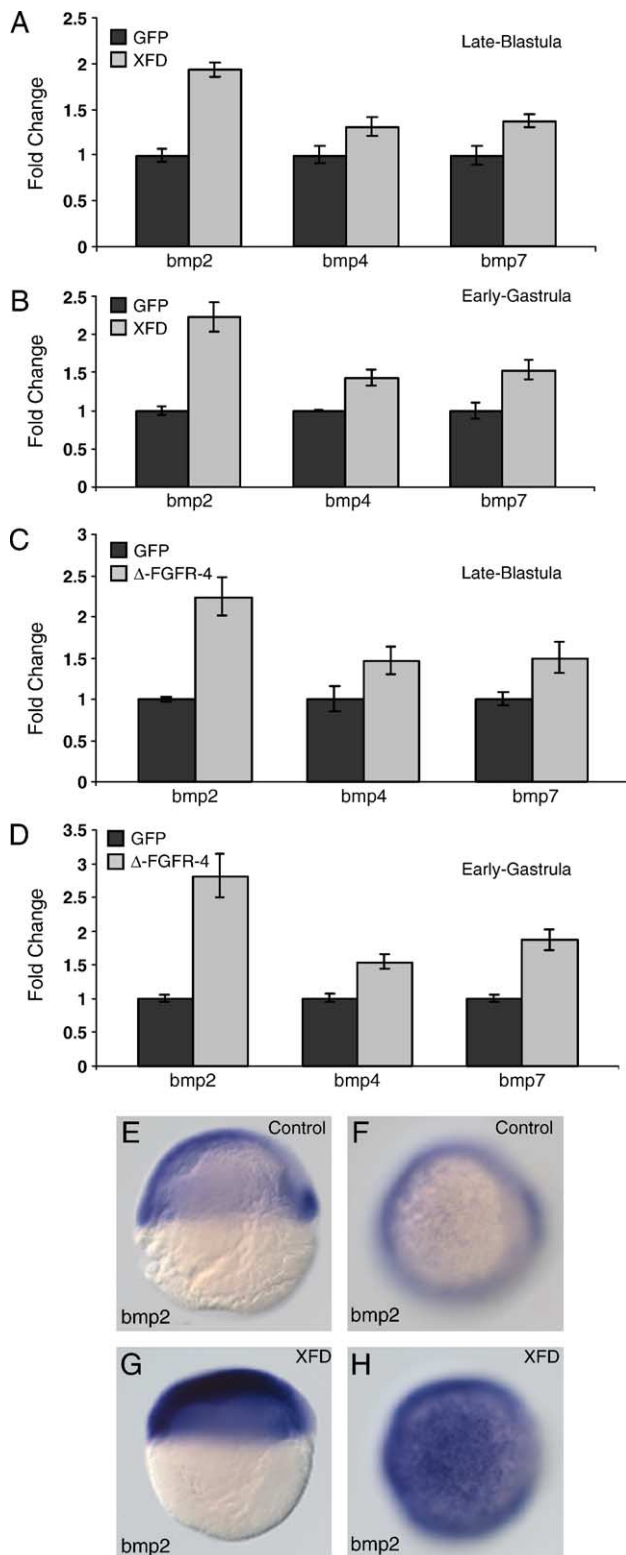 A
GFP
XFD
Late-Blastula
Fold Change
2.5
2
1.5
1
0.5
0
bmp2 bmp4 bmp7
B
GFP
XFD
Early-Gastrula
Fold Change
2.5
2
1.5
1
0.5
0
bmp2 bmp4 bmp7
C
GFP
Δ-FGFR-4
Late-Blastula
Fold Change
3
2.5
2
1.5
1
0.5
0
bmp2 bmp4 bmp7
D
GFP
Δ-FGFR-4
Early-Gastrula
Fold Change
3.5
3
2.5
2
1.5
1
0.5
0
bmp2 bmp4 bmp7
E Control
bmp2
F Control
bmp2
G XFD
bmp2
H XFD
bmp2